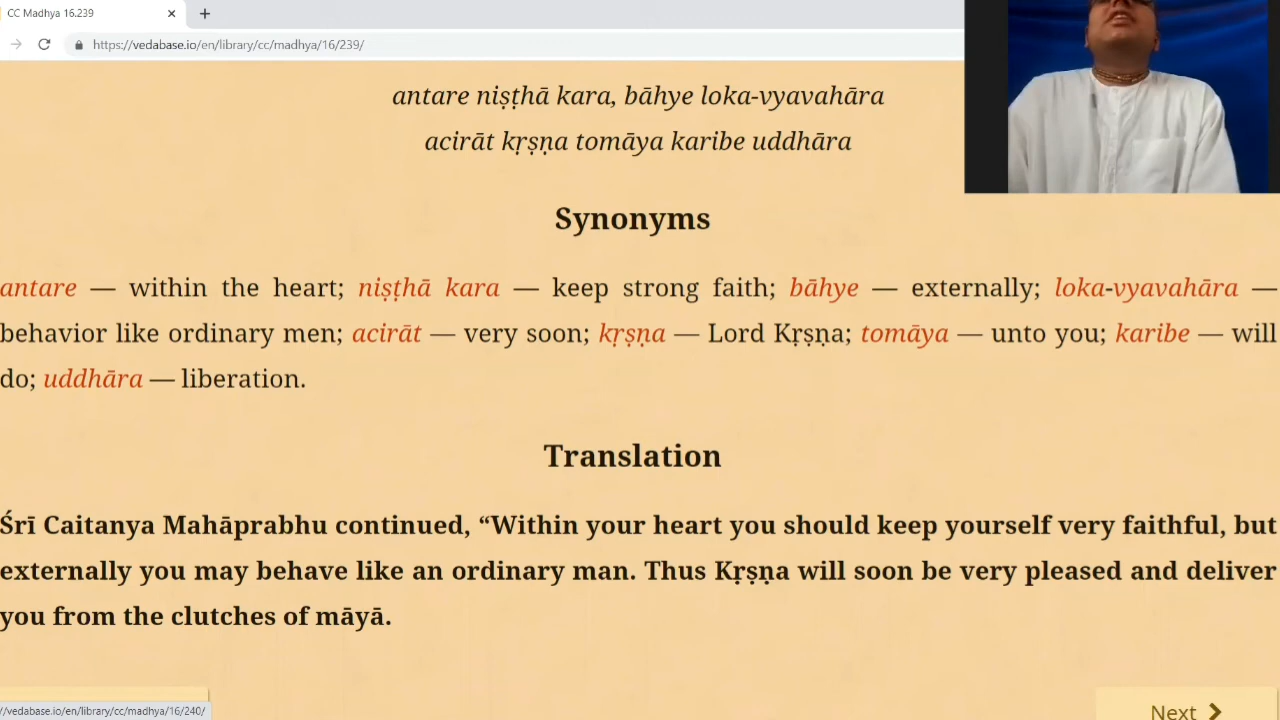 CC Madhya 16.239
https://vedabase.io/en/library/cc/madhya/16/239/
antare niṣṭhā kara, bāhye loka-vyavahāra
acirāt kṛṣṇa tomāya karibe uddhāra
Synonyms
antare — within the heart; niṣṭhā kara — keep strong faith; bāhye — externally; loka-vyavahāra —
behavior like ordinary men; acirāt — very soon; kṛṣṇa — Lord Kṛṣṇa; tomāya — unto you; karibe — will
do; uddhāra — liberation.
Translation
Śrī Caitanya Mahāprabhu continued, “Within your heart you should keep yourself very faithful, but
externally you may behave like an ordinary man. Thus Kṛṣṇa will soon be very pleased and deliver
you from the clutches of māyā.
//vedabase.io/en/library/cc/madhya/16/240/
Next